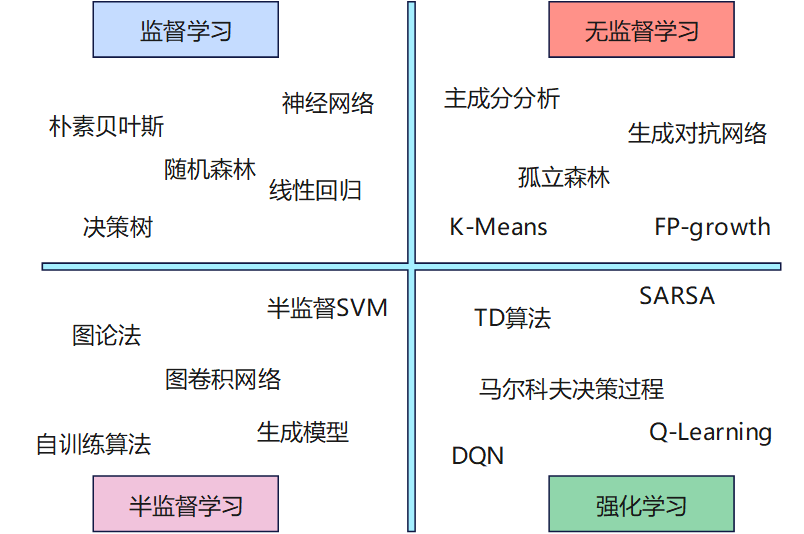 监督学习
神经网络
朴素贝叶斯
随机森林
线性回归
决策树
无监督学习
主成分分析
生成对抗网络
孤立森林
K-Means
FP-growth
半监督SVM
图论法
图卷积网络
生成模型
自训练算法
半监督学习
SARSA
TD算法
马尔科夫决策过程
Q-Learning
DQN
强化学习